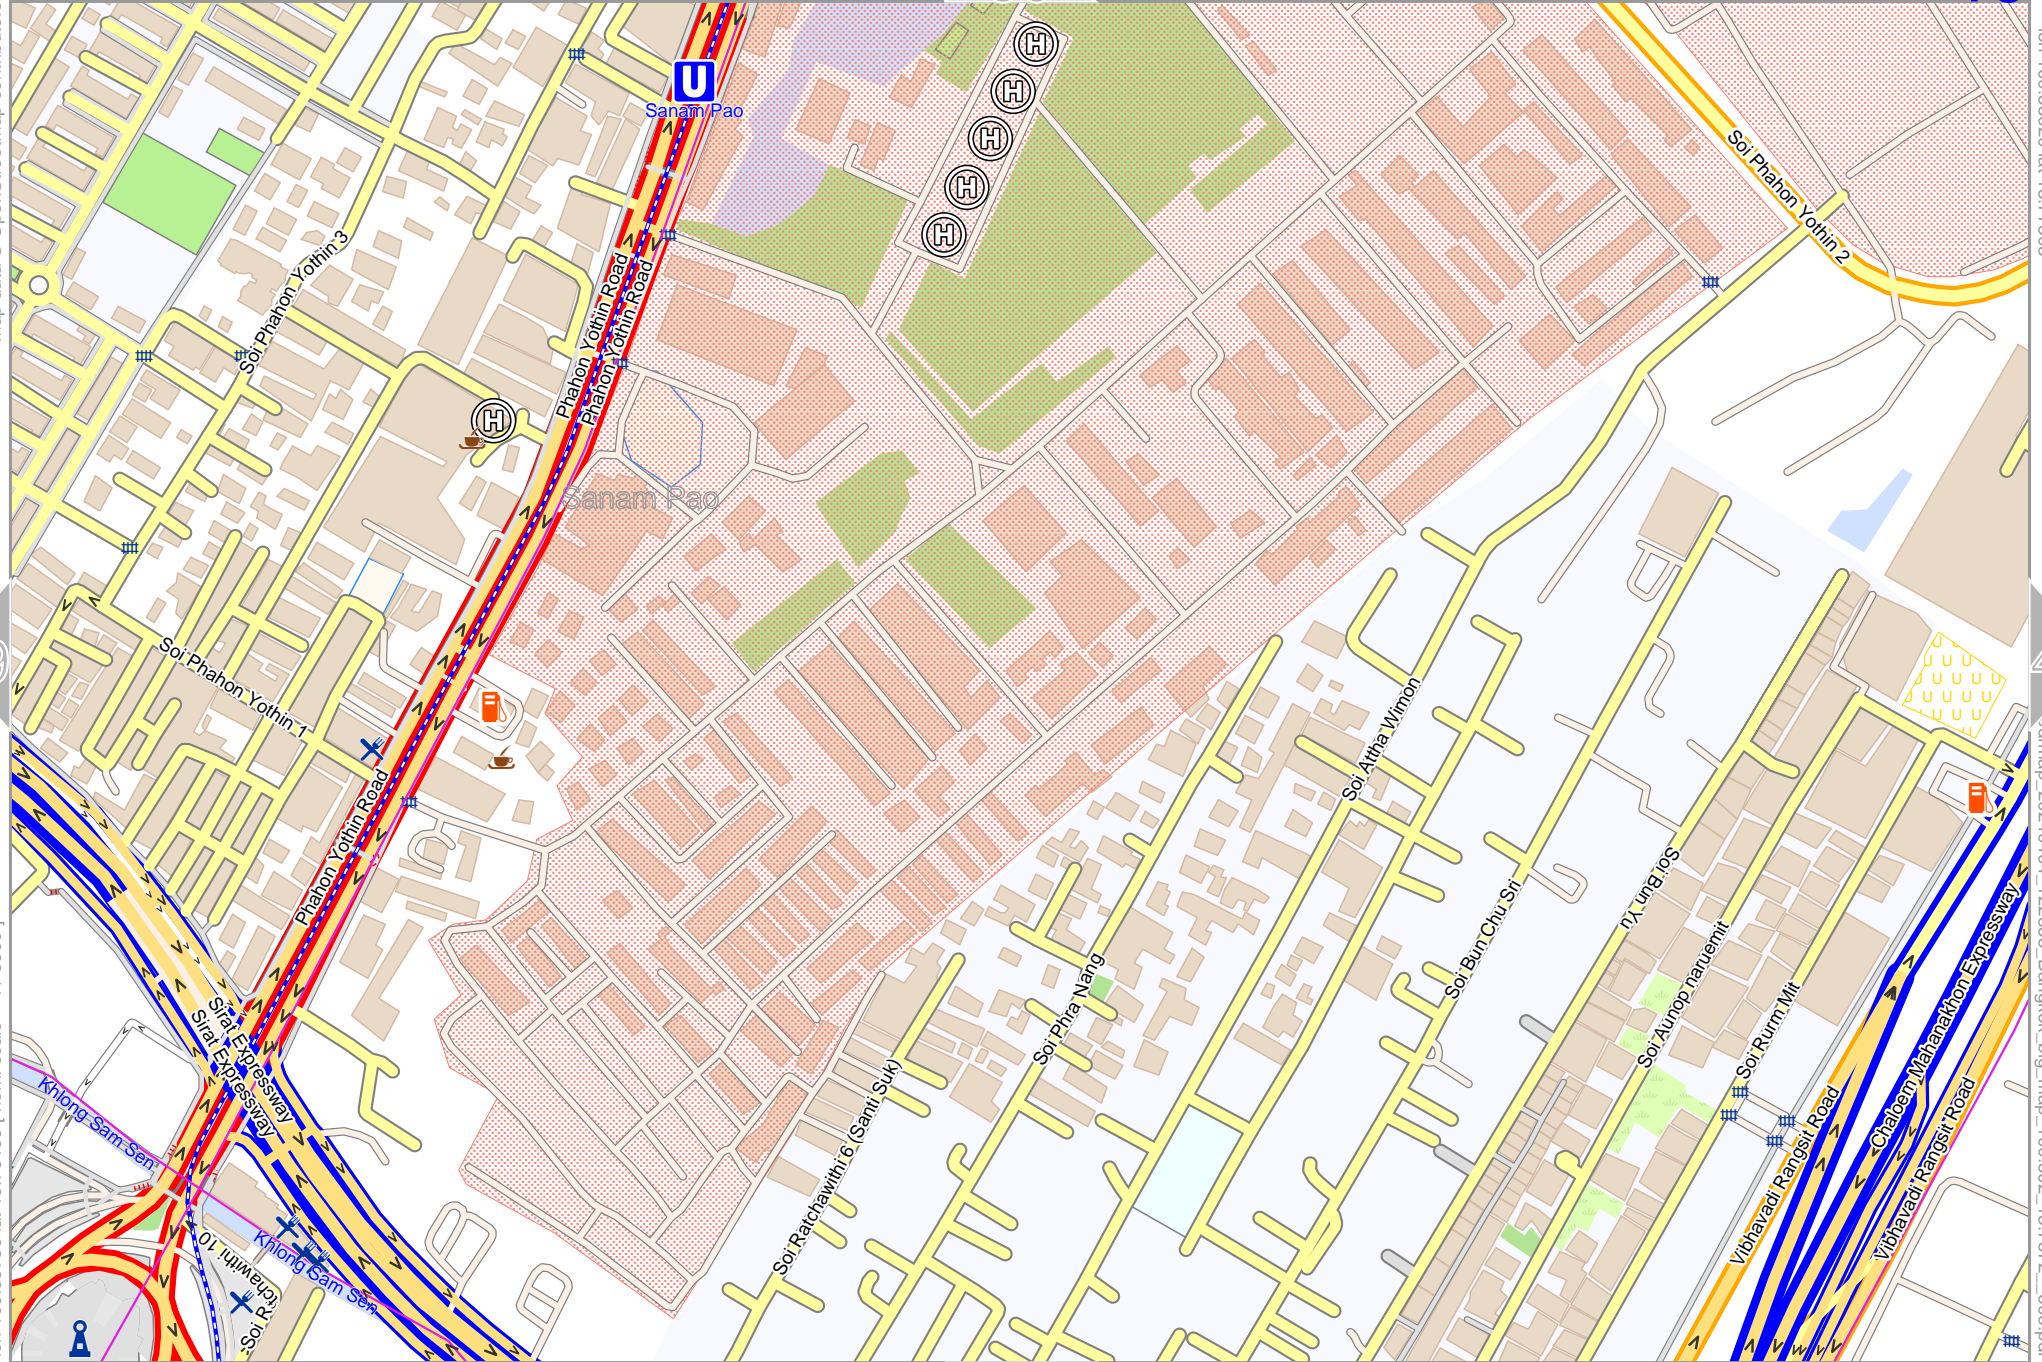 U
Sanam Pao
H
H
H
H
H
Soi Phahon Yothin 2
Soi Phahon Yothin 3
Phahon Yothin Road
Phahon Yothin Road
H
Sanam Pao
Soi Phahon Yothin 1
Soi Attha Wimon
Phahon Yothin Road
Soi Bun Yu
Soi Bun Chu Sri
Soi Aunop naruemit
Soi Phra Nang
Soi Rurm Mit
Chaloem Mahanakhon Expressway
Sirat Expressway
Sirat Expressway
Khlong Sam Sen
Soi Ratchawithi 6 (Santi Suk)
Vibhavadi Rangsit Road
Vibhavadi Rangsit Road
Khlong Sam Sen